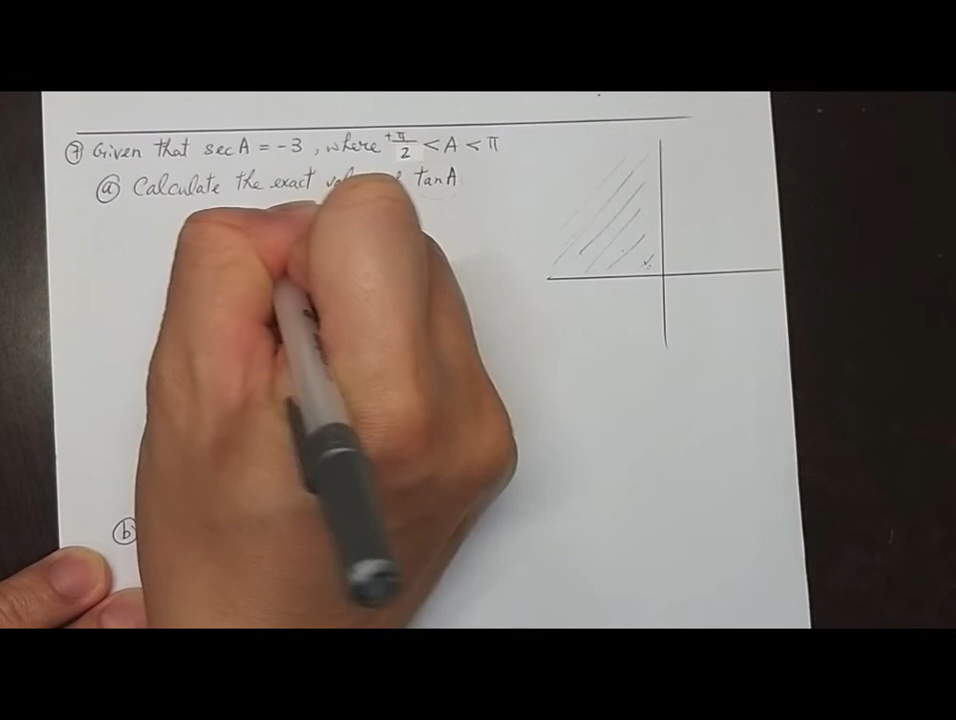 ⑦ Given that sec A = -3, where +π/2 < A < π
ⓐ Calculate the exact tan A
ⓑ